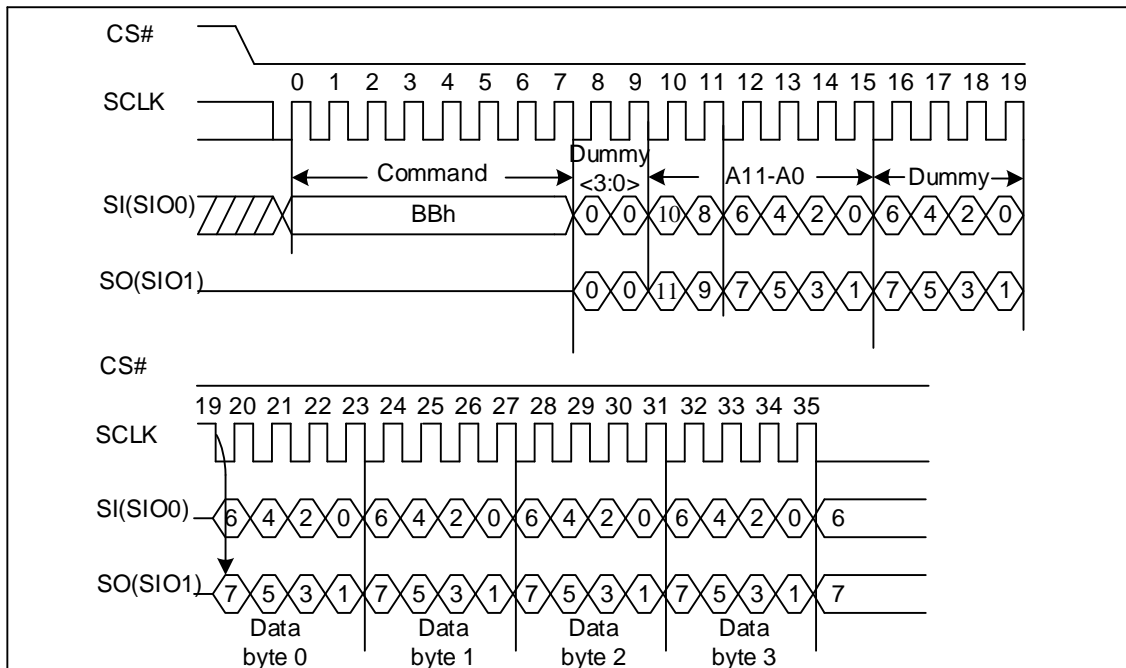 CS#
0 1 2 3 4 5 6 7 8 9 10 11 12 13 14 15 16 17 18 19
SCLK
Dummy
Command <3:0> A11-A0 Dummy
SI(SIO0) BBh 0 0 10 8 6 4 2 0 6 4 2 0
SO(SIO1) 0 0 11 9 7 5 3 1 7 5 3 1
CS#
19 20 21 22 23 24 25 26 27 28 29 30 31 32 33 34 35
SCLK
SI(SIO0) 6 4 2 0 6 4 2 0 6 4 2 0 6 4 2 0 6
SO(SIO1) 7 5 3 1 7 5 3 1 7 5 3 1 7 5 3 1 7
Data Data Data Data
byte 0 byte 1 byte 2 byte 3